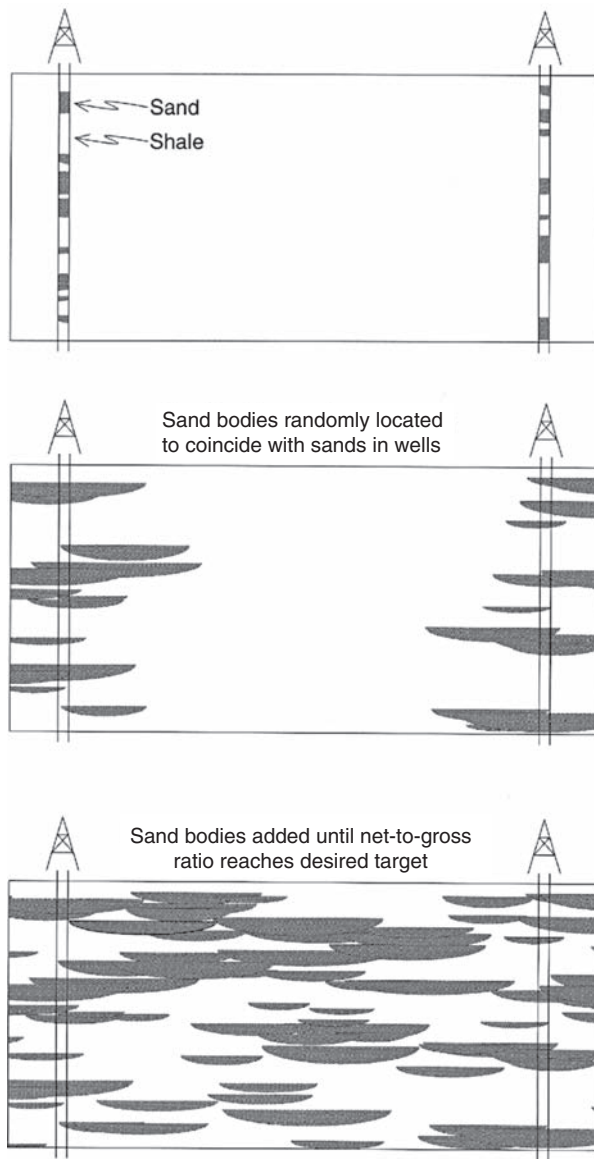 Sand
Shale
Sand bodies randomly located
to coincide with sands in wells
Sand bodies added until net-to-gross
ratio reaches desired target